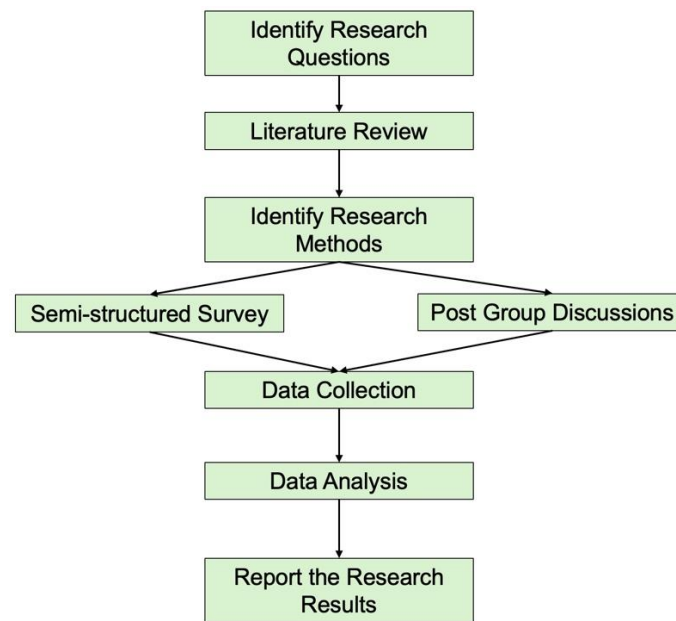 Identify Research
Questions
Literature Review
Identify Research
Methods
Semi-structured Survey
Post Group Discussions
Data Collection
Data Analysis
Report the Research
Results